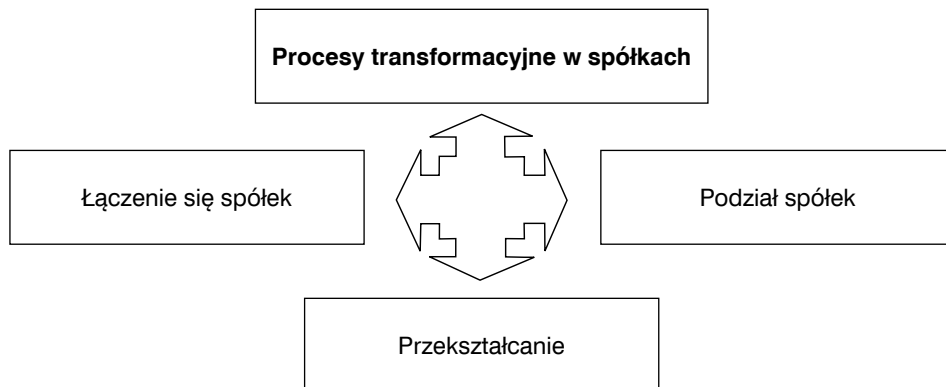 Procesy transformacyjne w spółkach
Łączenie się spółek
Podział spółek
Przekształcanie